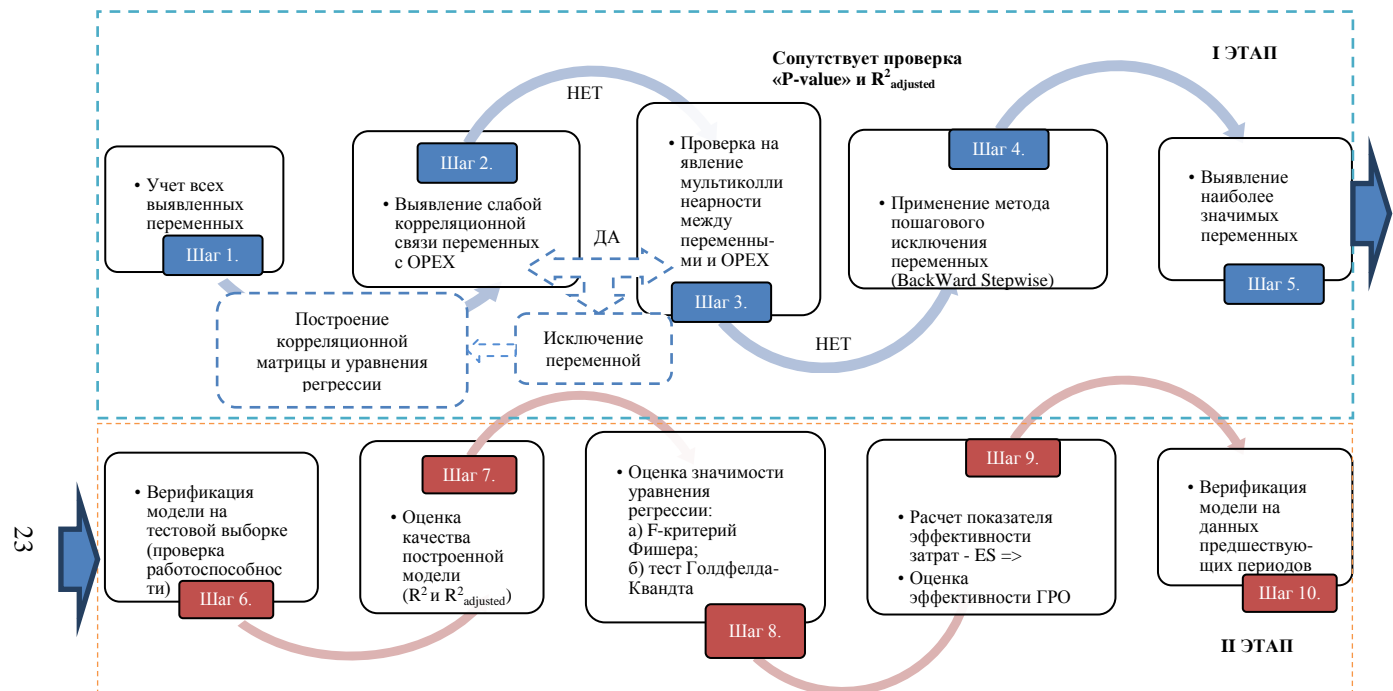 Сопутствует проверка
«P-value» и R²adjusted
I ЭТАП
НЕТ
Шаг 1.
• Учет всех
выявленных
переменных
Шаг 2.
• Выявление слабой
корреляционной
связи переменных
с OPEX
ДА
• Проверка на
явление
мультиколли
неарности
между
переменны-
ми и OPEX
Шаг 3.
НЕТ
Шаг 4.
• Применение метода
пошагового
исключения
переменных
(BackWard Stepwise)
• Выявление
наиболее
значимых
переменных
Шаг 5.
Построение
корреляционной
матрицы и уравнения
регрессии
Исключение
переменной
23
• Верификация
модели на
тестовой выборке
(проверка
работоспособнос
ти)
Шаг 6.
Шаг 7.
• Оценка
качества
построенной
модели
(R² и R²adjusted)
• Оценка значимости
уравнения
регрессии:
а) F-критерий
Фишера;
б) тест Голдфелда-
Квандта
Шаг 8.
Шаг 9.
• Расчет показателя
эффективности
затрат - ES =>
• Оценка
эффективности ГРО
• Верификация
модели на
данных
предшествую-
щих периодов
Шаг 10.
II ЭТАП